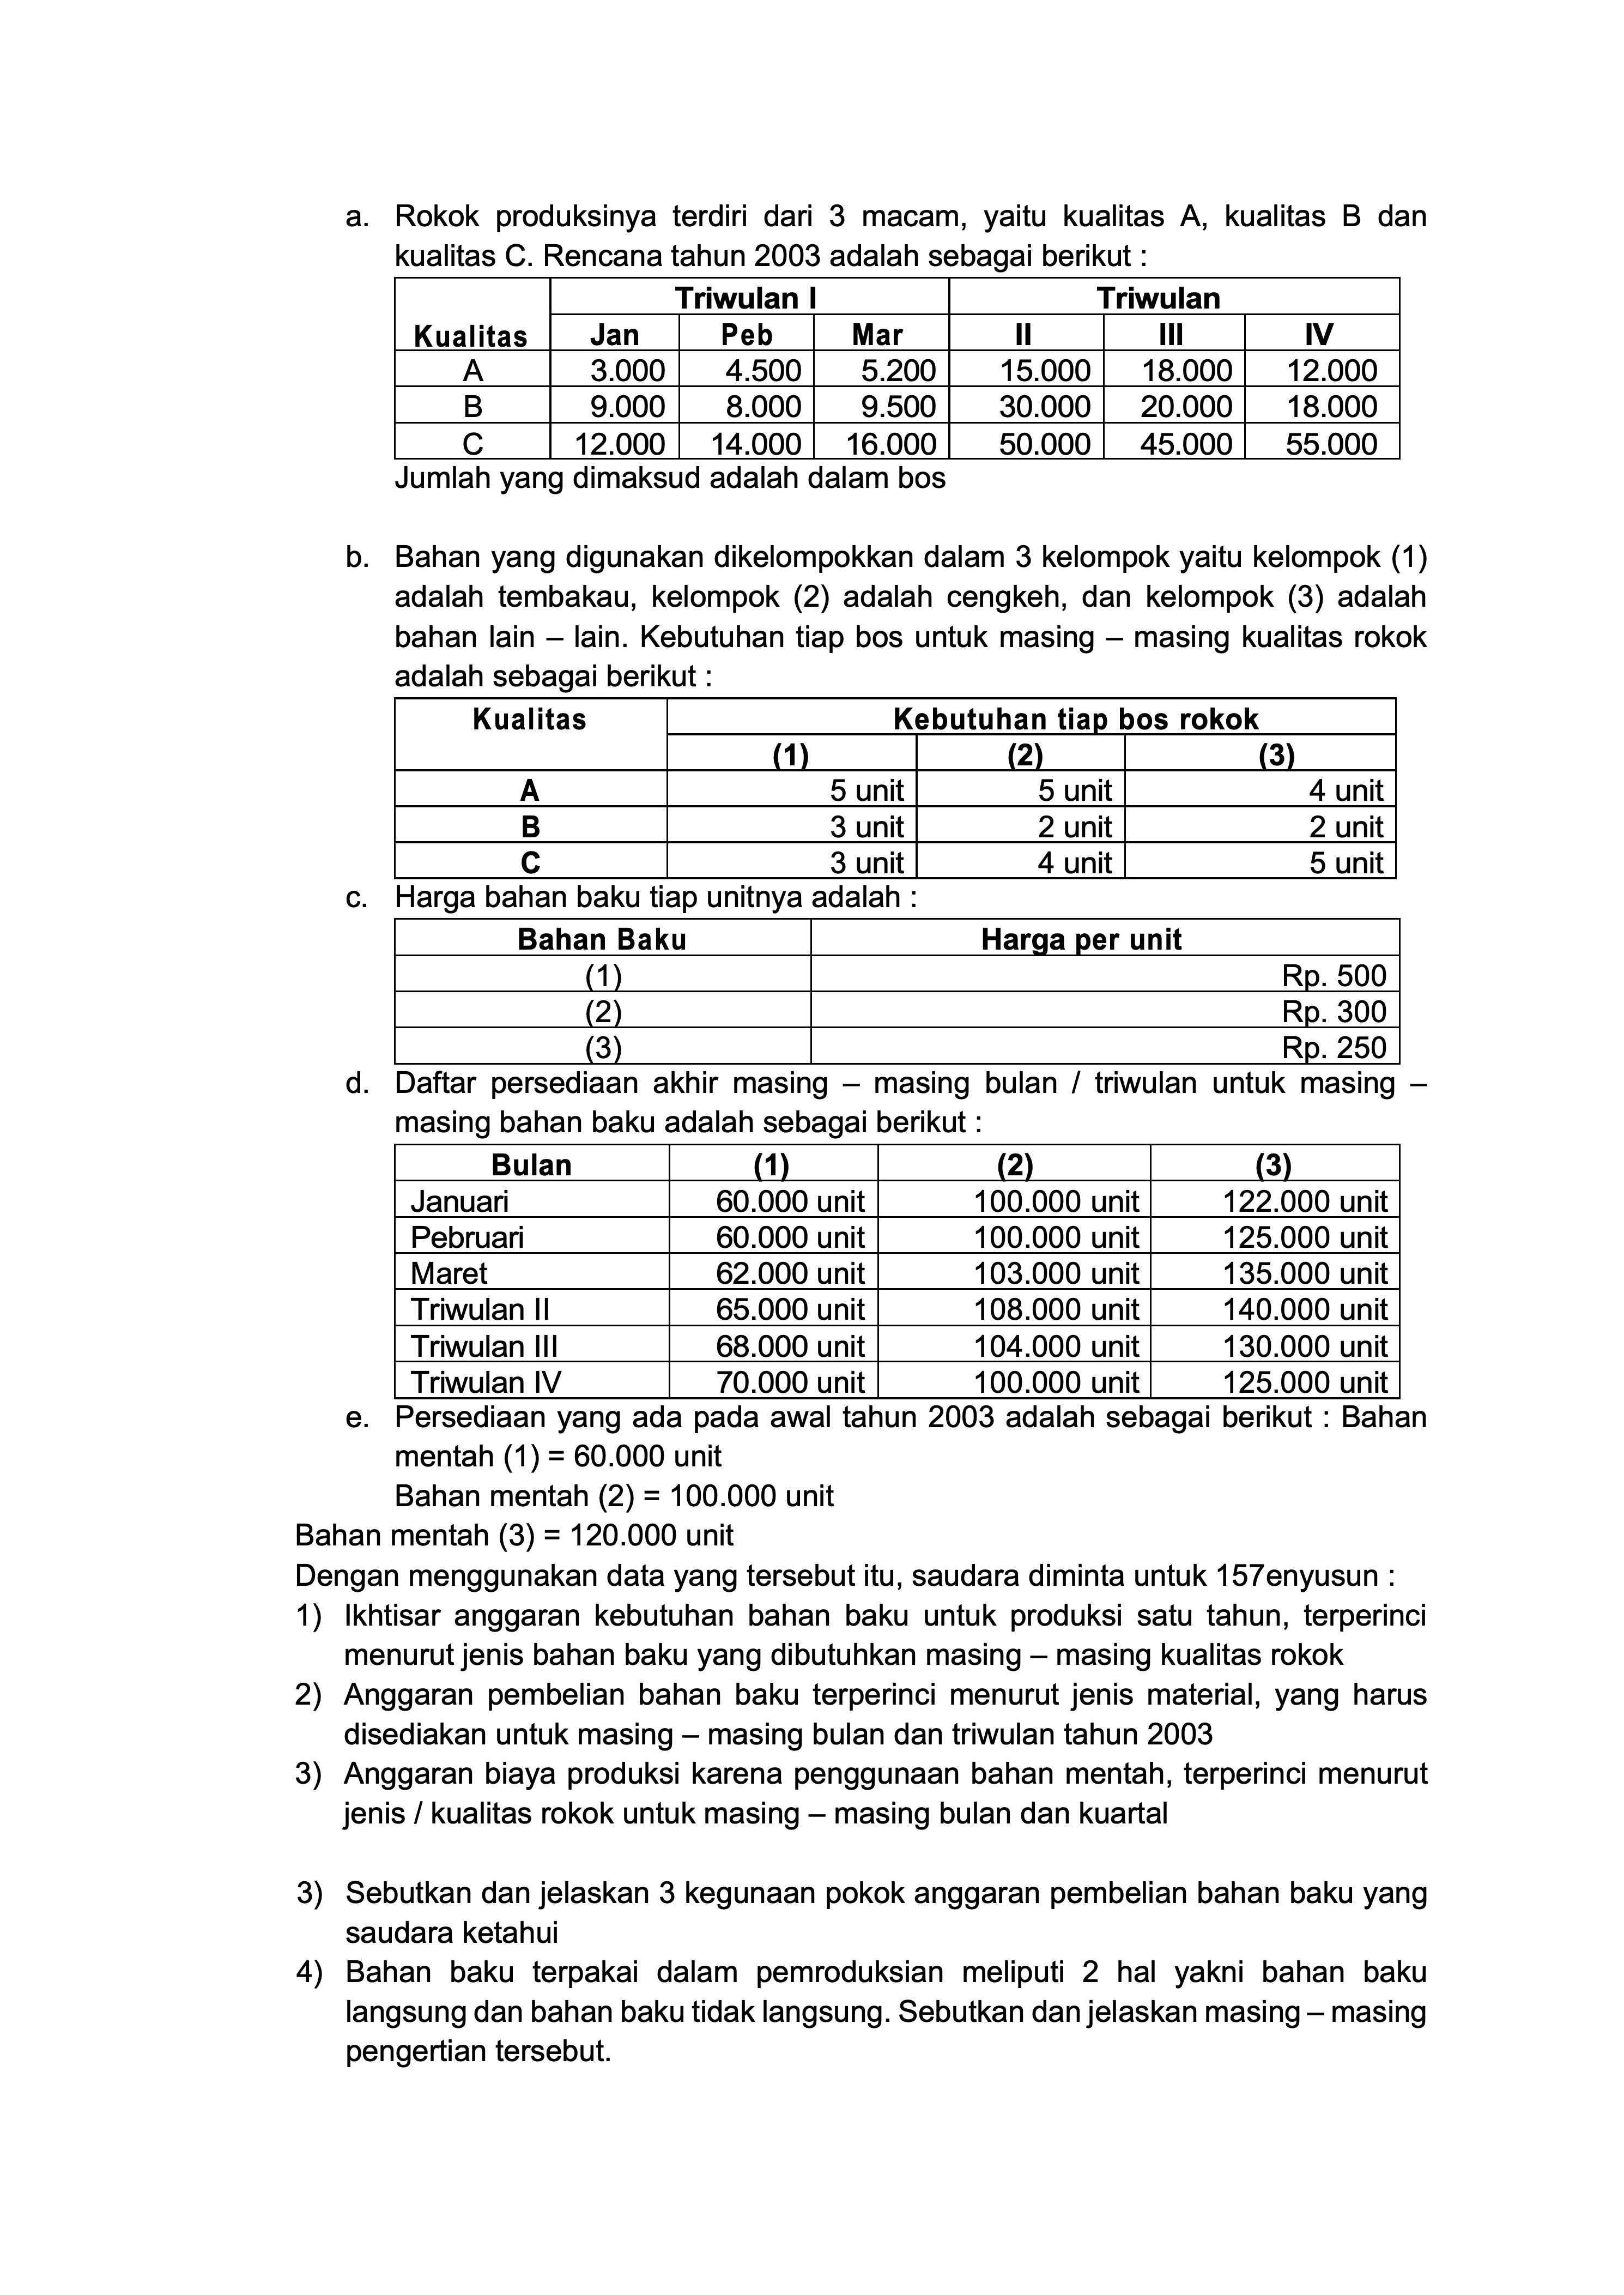 a. Rokok produksinya terdiri dari 3 macam, yaitu kualitas A, kualitas B dan
kualitas C. Rencana tahun 2003 adalah sebagai berikut :
Kualitas Triwulan I Triwulan
Jan Peb Mar II III IV
A 3.000 4.500 5.200 15.000 18.000 12.000
B 9.000 8.000 9.500 30.000 20.000 18.000
C 12.000 14.000 16.000 50.000 45.000 55.000
Jumlah yang dimaksud adalah dalam bos
b. Bahan yang digunakan dikelompokkan dalam 3 kelompok yaitu kelompok (1)
adalah tembakau, kelompok (2) adalah cengkeh, dan kelompok (3) adalah
bahan lain – lain. Kebutuhan tiap bos untuk masing – masing kualitas rokok
adalah sebagai berikut :
Kualitas Kebutuhan tiap bos rokok
(1) (2) (3)
A 5 unit 5 unit 4 unit
B 3 unit 2 unit 2 unit
C 3 unit 4 unit 5 unit
c. Harga bahan baku tiap unitnya adalah :
Bahan Baku Harga per unit
(1) Rp. 500
(2) Rp. 300
(3) Rp. 250
d. Daftar persediaan akhir masing – masing bulan / triwulan untuk masing –
masing bahan baku adalah sebagai berikut :
Bulan (1) (2) (3)
Januari 60.000 unit 100.000 unit 122.000 unit
Pebruari 60.000 unit 100.000 unit 125.000 unit
Maret 62.000 unit 103.000 unit 135.000 unit
Triwulan II 65.000 unit 108.000 unit 140.000 unit
Triwulan III 68.000 unit 104.000 unit 130.000 unit
Triwulan IV 70.000 unit 100.000 unit 125.000 unit
e. Persediaan yang ada pada awal tahun 2003 adalah sebagai berikut : Bahan
mentah (1) = 60.000 unit
Bahan mentah (2) = 100.000 unit
Bahan mentah (3) = 120.000 unit
Dengan menggunakan data yang tersebut itu, saudara diminta untuk 157enyusun :
1) Ikhtisar anggaran kebutuhan bahan baku untuk produksi satu tahun, terperinci
menurut jenis bahan baku yang dibutuhkan masing – masing kualitas rokok
2) Anggaran pembelian bahan baku terperinci menurut jenis material, yang harus
disediakan untuk masing – masing bulan dan triwulan tahun 2003
3) Anggaran biaya produksi karena penggunaan bahan mentah, terperinci menurut
jenis / kualitas rokok untuk masing – masing bulan dan kuartal
3) Sebutkan dan jelaskan 3 kegunaan pokok anggaran pembelian bahan baku yang
saudara ketahui
4) Bahan baku terpakai dalam pemroduksian meliputi 2 hal yakni bahan baku
langsung dan bahan baku tidak langsung. Sebutkan dan jelaskan masing – masing
pengertian tersebut.